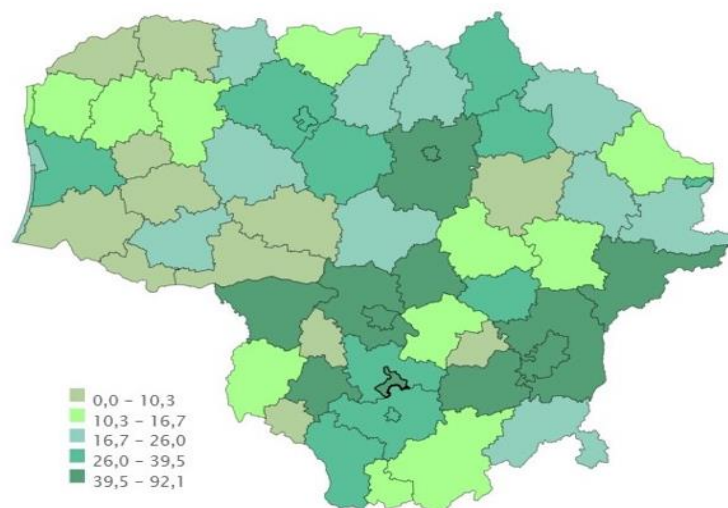 0,0 – 10,3
10,3 – 16,7
16,7 – 26,0
26,0 – 39,5
39,5 – 92,1